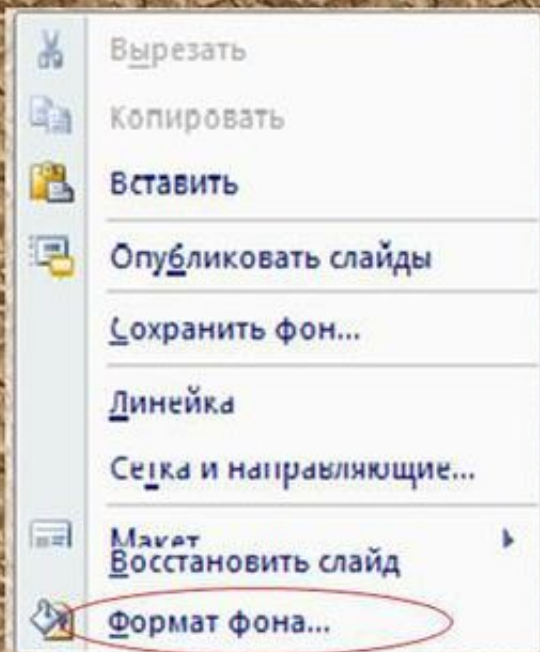 Вырезать
Копировать
Вставить
Опубликовать слайды
Сохранить фон...
Линейка
Сетка и направляющие...
Макет
Восстановить слайд
Формат фона...